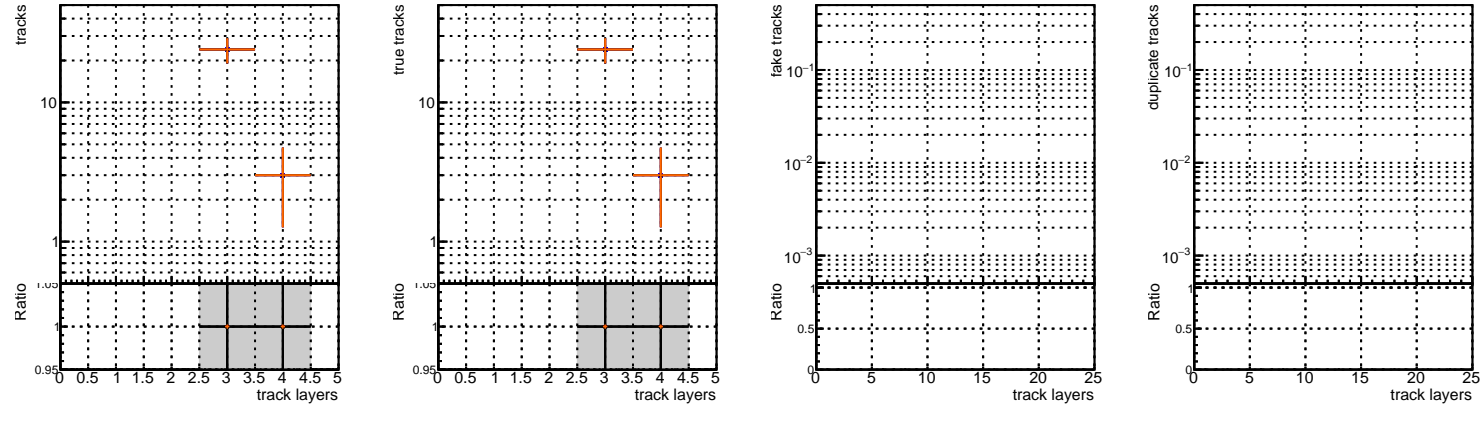 tracks
10
1
Ratio
1.05
1
0.95
0 0.5 1 1.5 2 2.5 3 3.5 4 4.5 5
track layers
true tracks
10
1
Ratio
1.05
1
0.95
0 0.5 1 1.5 2 2.5 3 3.5 4 4.5 5
track layers
fake tracks
10⁻¹
10⁻²
10⁻³
Ratio
1
0.5
0
0 5 10 15 20 25
track layers
duplicate tracks
10⁻¹
10⁻²
10⁻³
Ratio
1
0.5
0
0 5 10 15 20 25
track layers